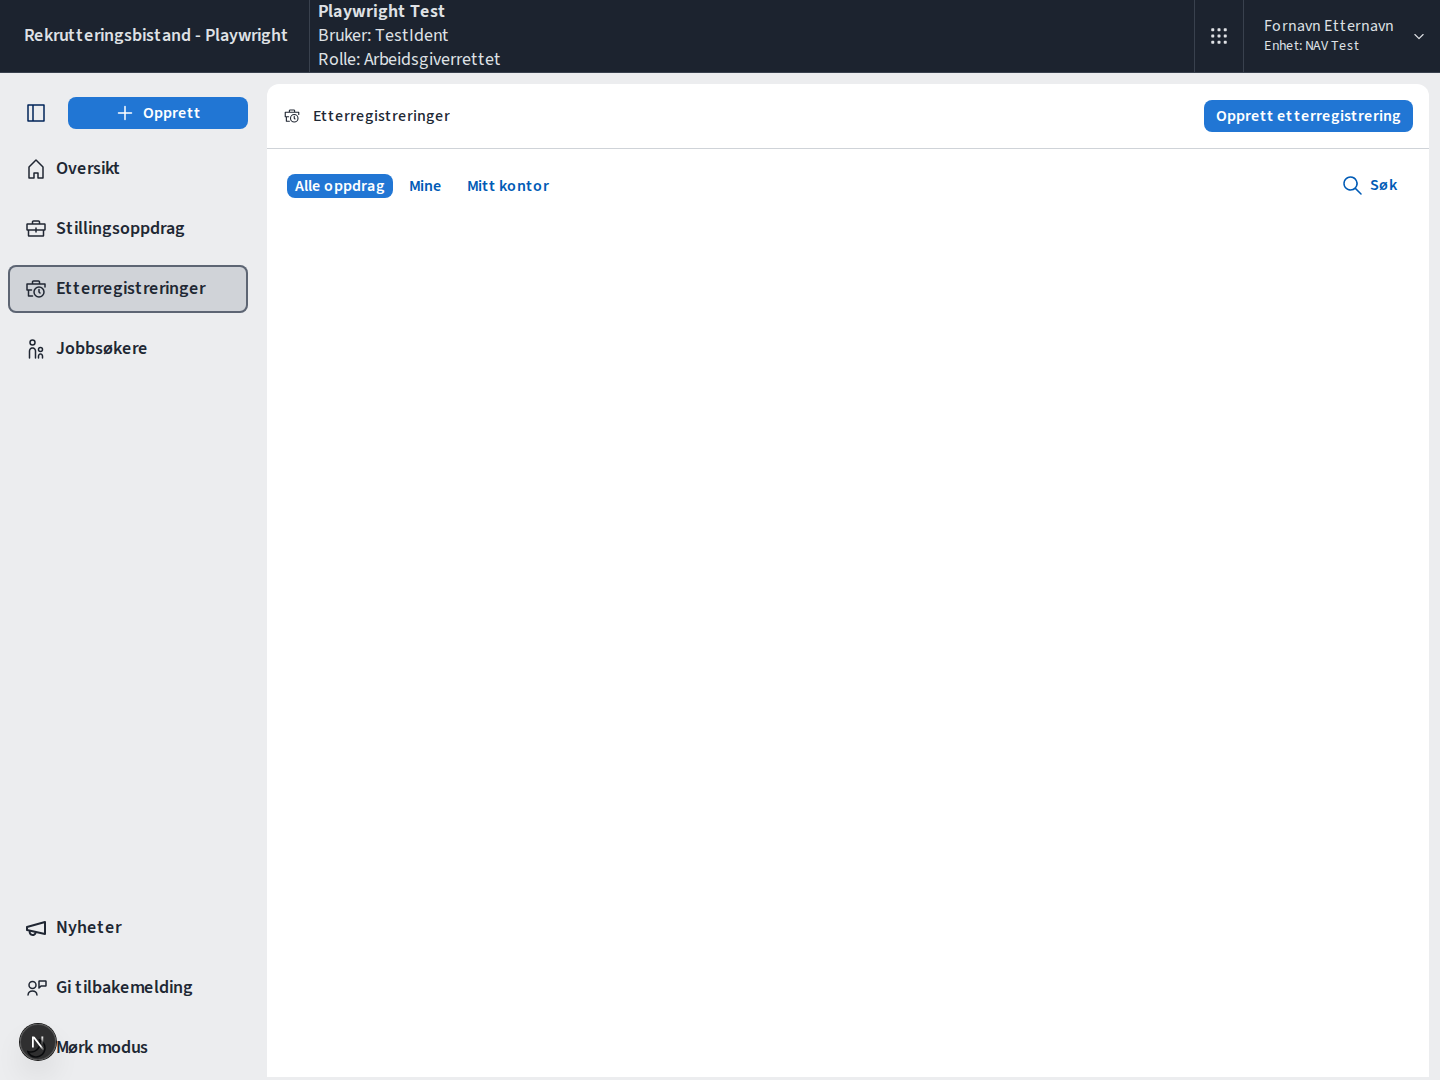 Rekrutteringsbistand - Playwright
Playwright Test
Bruker: TestIdent
Rolle: Arbeidsgiverrettet
Fornavn Etternavn
Enhet: NAV Test
Opprett
Oversikt
Stillingsoppdrag
Etterregistreringer
Jobbsøkere
Nyheter
Gi tilbakemelding
N
Mørk modus
Etterregistreringer
Opprett etterregistrering
Alle oppdrag
Mine
Mitt kontor
Søk